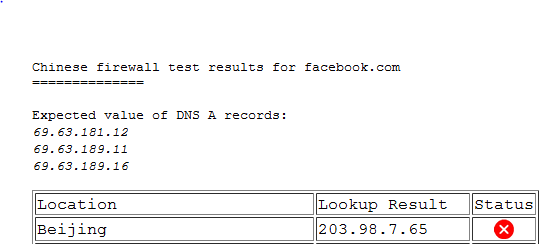 Chinese firewall test results for facebook.com
==============
Expected value of DNS A records:
69.63.181.12
69.63.189.11
69.63.189.16
Location Lookup Result Status
Beijing 203.98.7.65